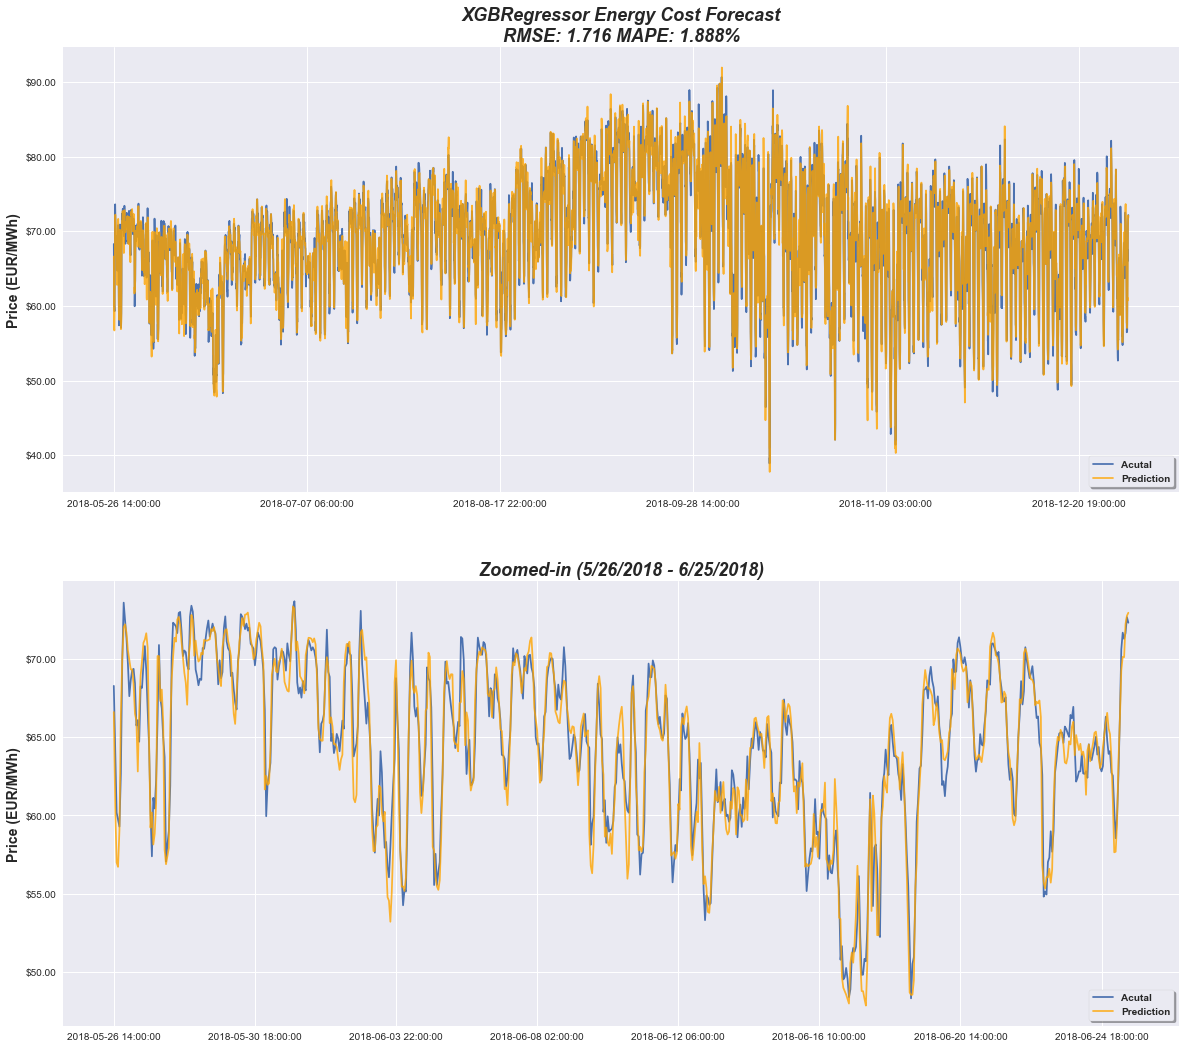 XGBRegressor Energy Cost Forecast
RMSE: 1.716 MAPE: 1.888%
Price (EUR/MWh)
$90.00
$80.00
$70.00
$60.00
$50.00
$40.00
Acutal
Prediction
2018-05-26 14:00:00
2018-07-07 06:00:00
2018-08-17 22:00:00
2018-09-28 14:00:00
2018-11-09 03:00:00
2018-12-20 19:00:00
Zoomed-in (5/26/2018 - 6/25/2018)
Price (EUR/MWh)
$70.00
$65.00
$60.00
$55.00
$50.00
Acutal
Prediction
2018-05-26 14:00:00
2018-05-30 18:00:00
2018-06-03 22:00:00
2018-06-08 02:00:00
2018-06-12 06:00:00
2018-06-16 10:00:00
2018-06-20 14:00:00
2018-06-24 18:00:00